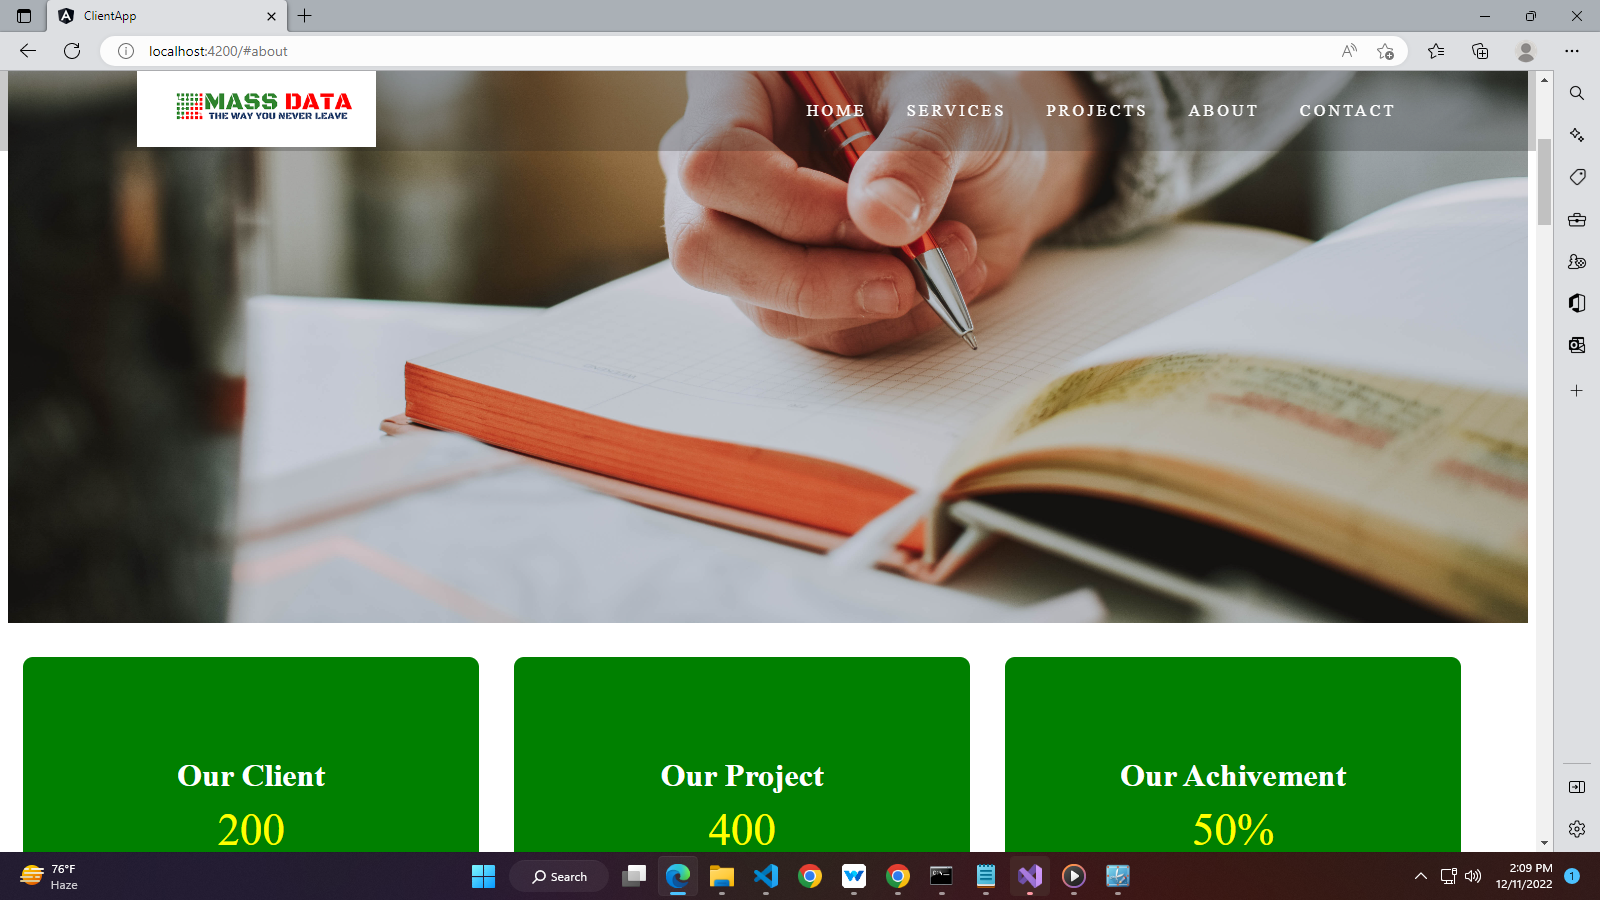 ClientApp
localhost:4200/#about
MASS DATA
THE WAY YOU NEVER LEAVE
HOME SERVICES PROJECTS ABOUT CONTACT
Our Client Our Project Our Achivement
200 400 50%
76°F
Haze
Search
2:09 PM
12/11/2022
1